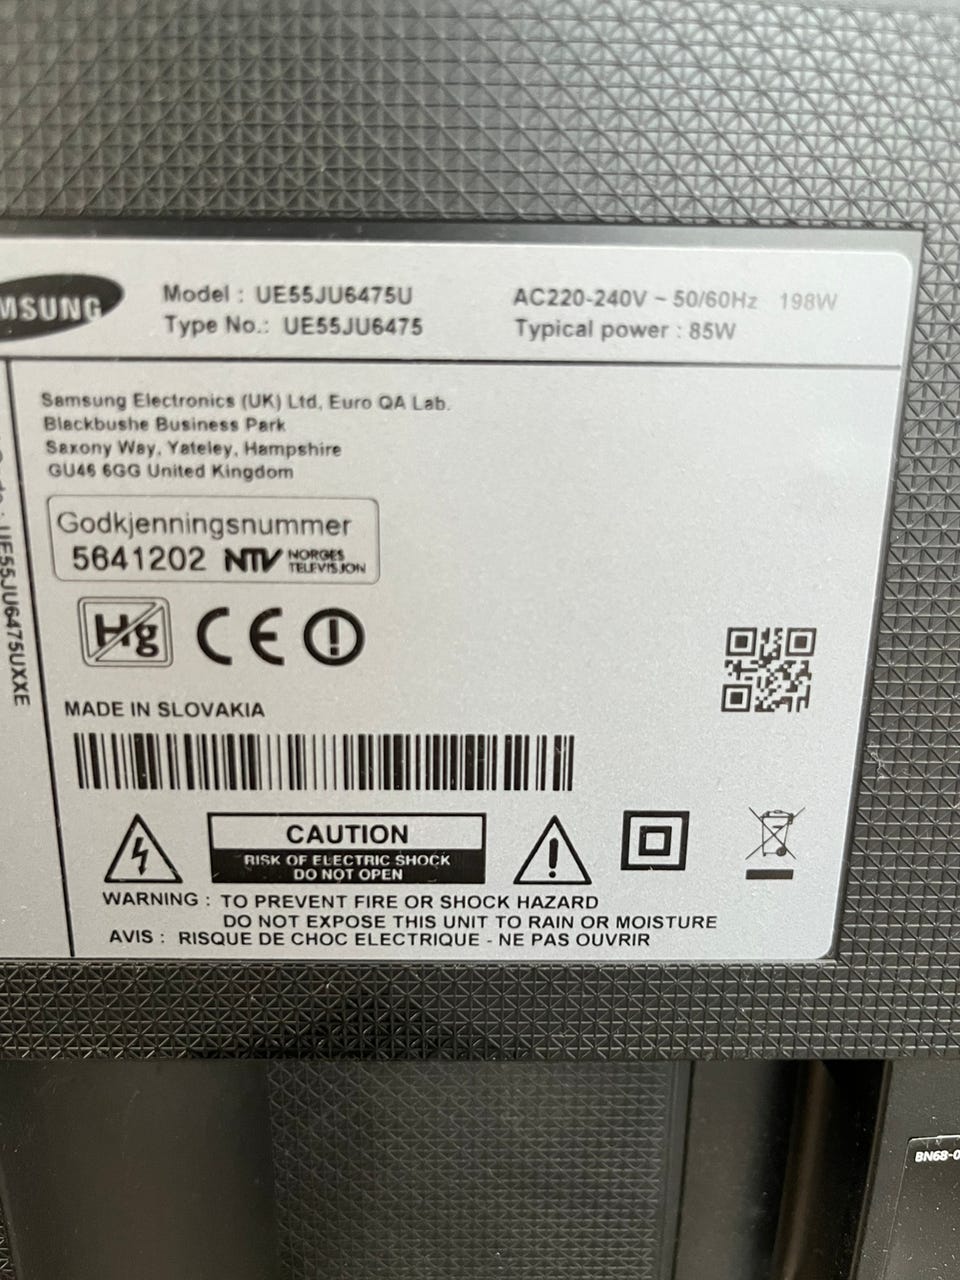 MSUNG
Model : UE55JU6475U
Type No.: UE55JU6475
AC220-240V ~ 50/60Hz 198W
Typical power : 85W
Samsung Electronics (UK) Ltd, Euro QA Lab.
Blackbushe Business Park
Saxony Way, Yateley, Hampshire
GU46 6GG United Kingdom
Godkjenningsnummer
5641202 NTV NORGES
TELEVISJON
Hg CE
MADE IN SLOVAKIA
CAUTION
RISK OF ELECTRIC SHOCK
DO NOT OPEN
WARNING : TO PREVENT FIRE OR SHOCK HAZARD
DO NOT EXPOSE THIS UNIT TO RAIN OR MOISTURE
AVIS : RISQUE DE CHOC ELECTRIQUE - NE PAS OUVRIR
: UE55JU6475UXXE
BN68-0